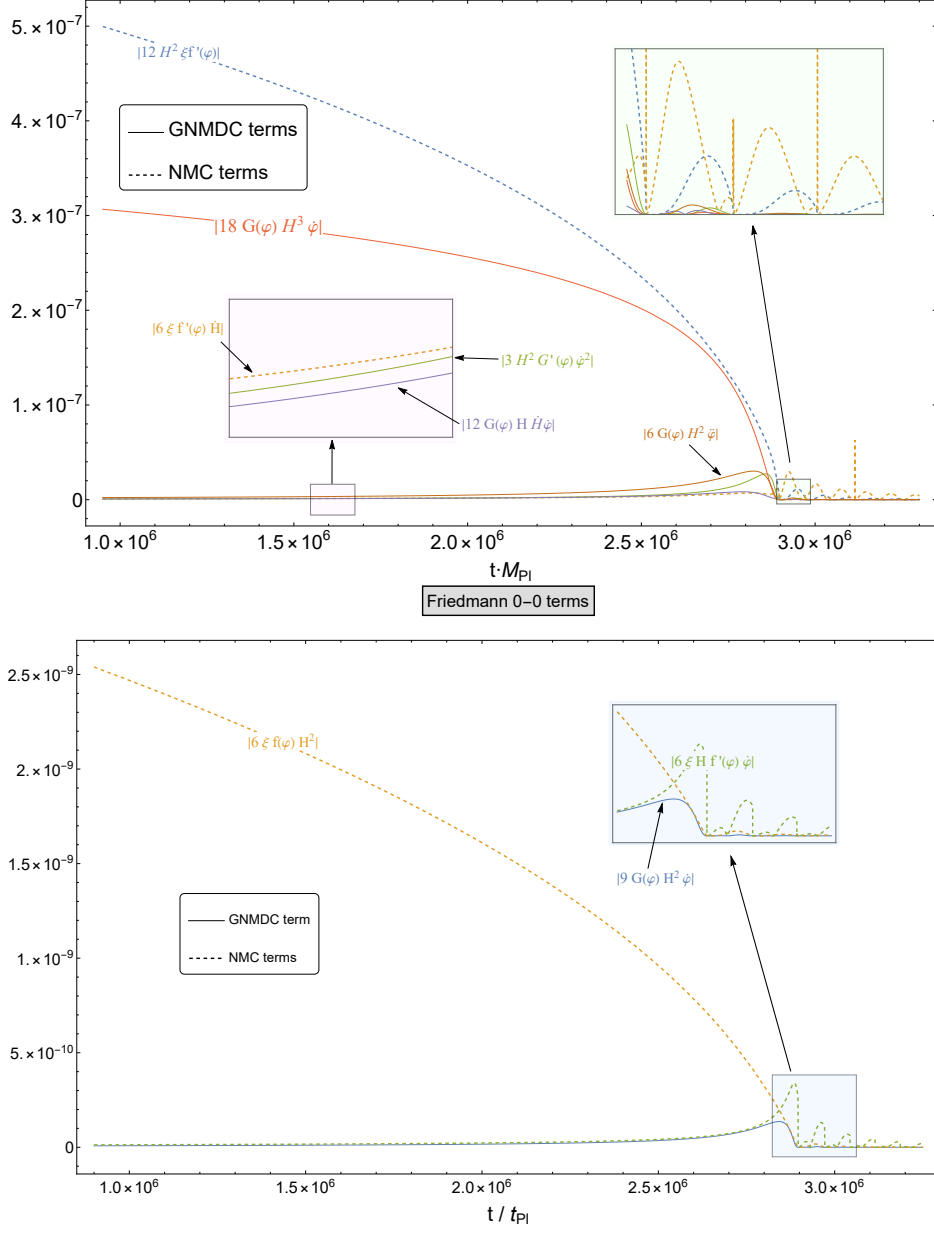 5.×10⁻⁷
|12 H² ξf '(φ)|
4.×10⁻⁷
GNMDC terms
NMC terms
3.×10⁻⁷
|18 G(φ) H³ φ̇|
2.×10⁻⁷
|6 ξ f '(φ) Ḣ|
|3 H² G' (φ) φ̇²|
1.×10⁻⁷
|12 G(φ) H Ḣφ̇|
|6 G(φ) H² φ̈|
0
1.0×10⁶ 1.5×10⁶ 2.0×10⁶ 2.5×10⁶ 3.0×10⁶
t·M_Pl
Friedmann 0–0 terms
2.5×10⁻⁹
|6 ξ f(φ) H²|
2.×10⁻⁹
|6 ξ H f '(φ) φ̇|
1.5×10⁻⁹
|9 G(φ) H² φ̇|
GNMDC term
NMC terms
1.×10⁻⁹
5.×10⁻¹⁰
0
1.0×10⁶ 1.5×10⁶ 2.0×10⁶ 2.5×10⁶ 3.0×10⁶
t / t_Pl